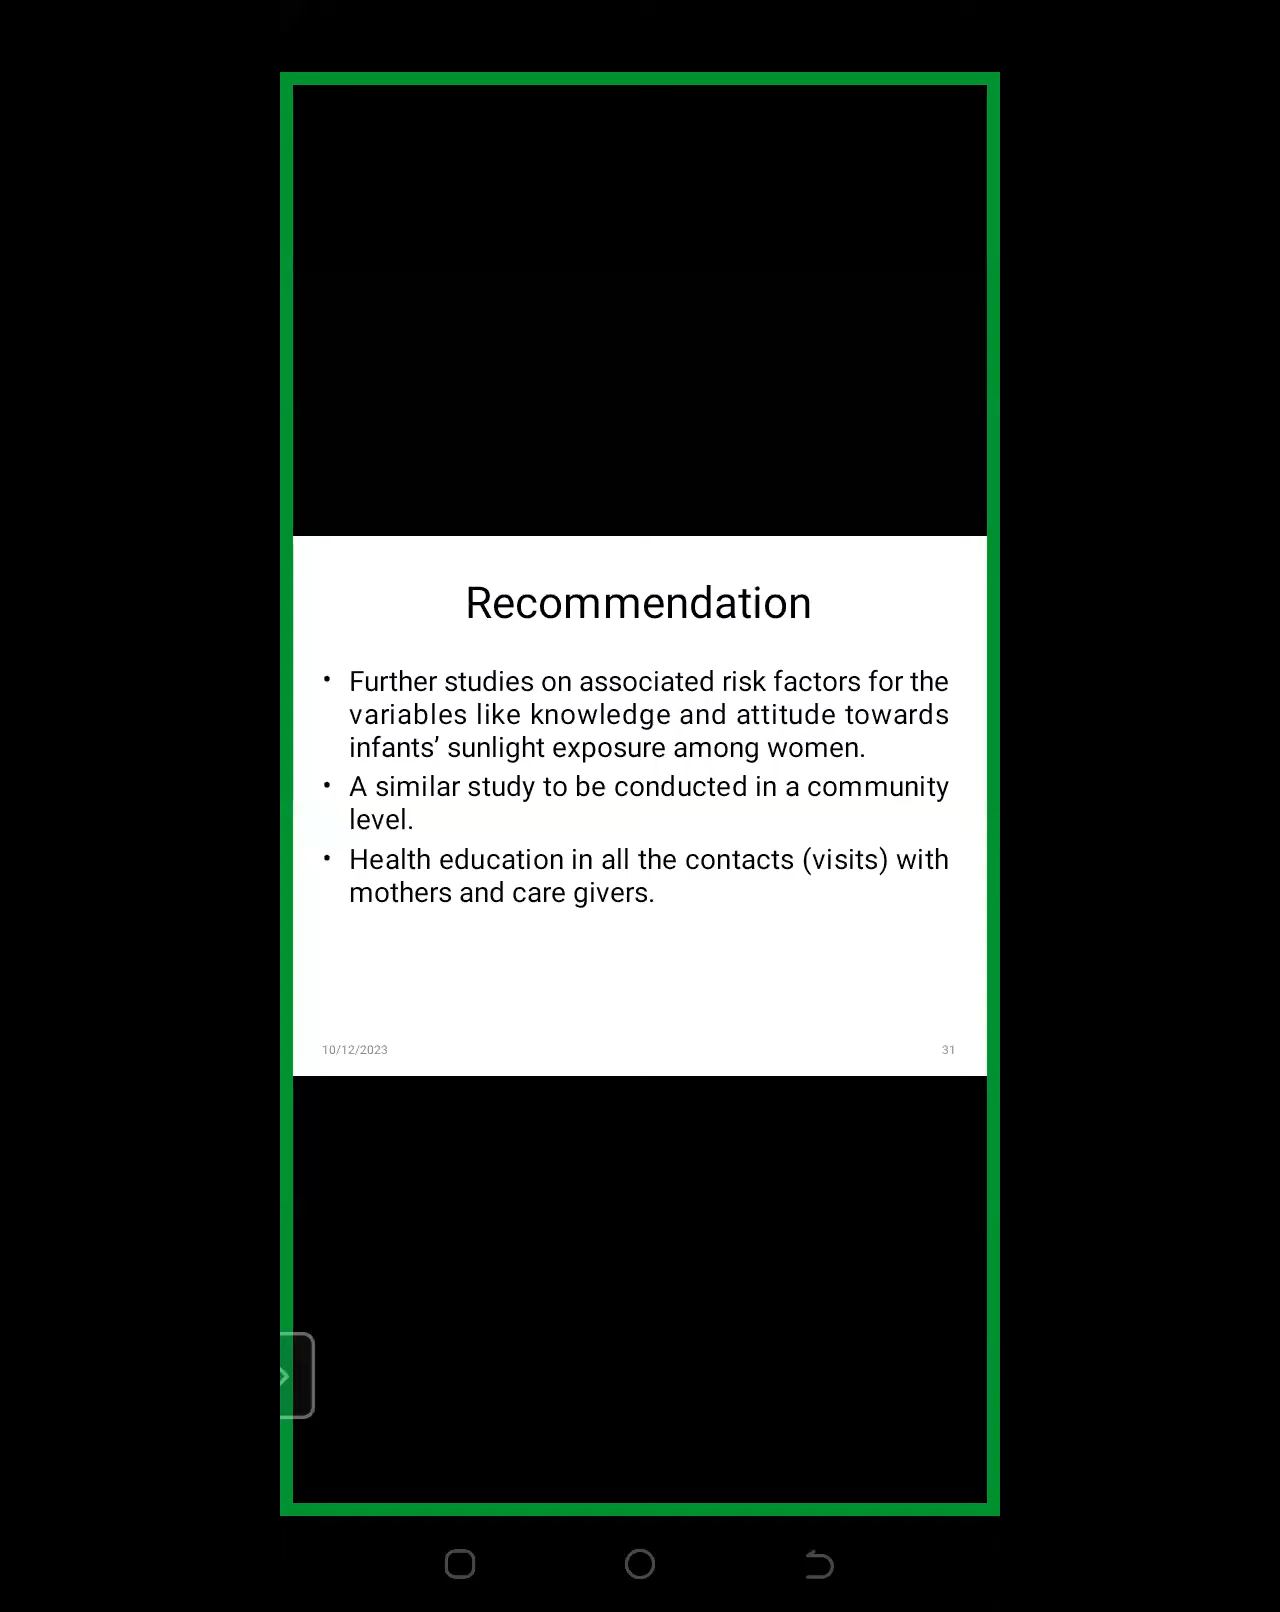 Recommendation
• Further studies on associated risk factors for the
variables like knowledge and attitude towards
infants’ sunlight exposure among women.
• A similar study to be conducted in a community
level.
• Health education in all the contacts (visits) with
mothers and care givers.
10/12/2023
31